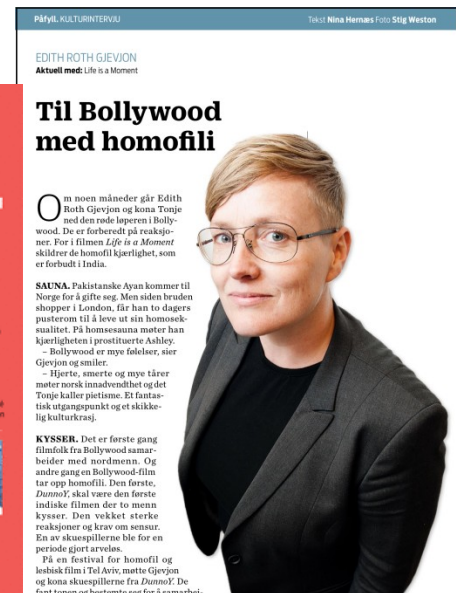 Påfyll. KULTURINTERVJU
Tekst Nina Hernæs Foto Stig Weston
EDITH ROTH GJEVJON
Aktuell med: Life is a Moment
Til Bollywood
med homofili
Om noen måneder går Edith
Roth Gjevjon og kona Tonje
ned den røde løperen i Bolly-
wood. De er forberedt på reaksjo-
ner. For i filmen Life is a Moment
skildrer de homofil kjærlighet, som
er forbudt i India.
SAUNA. Pakistanske Ayan kommer til
Norge for å gifte seg. Men siden bruden
shopper i London, får han to dagers
pusterom til å leve ut sin homosek-
sualitet. På homsesauna møter han
kjærligheten i prostituerte Ashley.
– Bollywood er mye følelser, sier
Gjevjon og smiler.
– Hjerte, smerte og mye tårer
møter norsk innadvendthet og det
Tonje kaller pietisme. Et fantas-
tisk utgangspunkt og et skikke-
lig kulturkrasj.
KYSSER. Det er første gang
filmfolk fra Bollywood samar-
beider med nordmenn. Og
andre gang en Bollywood-film
tar opp homofili. Den første,
DunnoY, skal være den første
indiske filmen der to menn
kysser. Den vekket sterke
reaksjoner og krav om sensur.
En av skuespillerne ble for en
periode gjort arveløs.
På en festival for homofil og
lesbisk film i Tel Aviv, møtte Gjevjon
og kona skuespillerne fra DunnoY. De
fant tonen og bestemte seg for å samarbei-